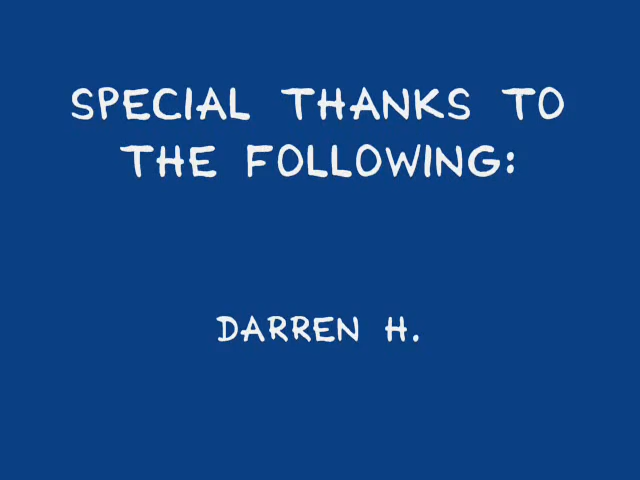 SPECIAL THANKS TO
THE FOLLOWING:
DARREN H.